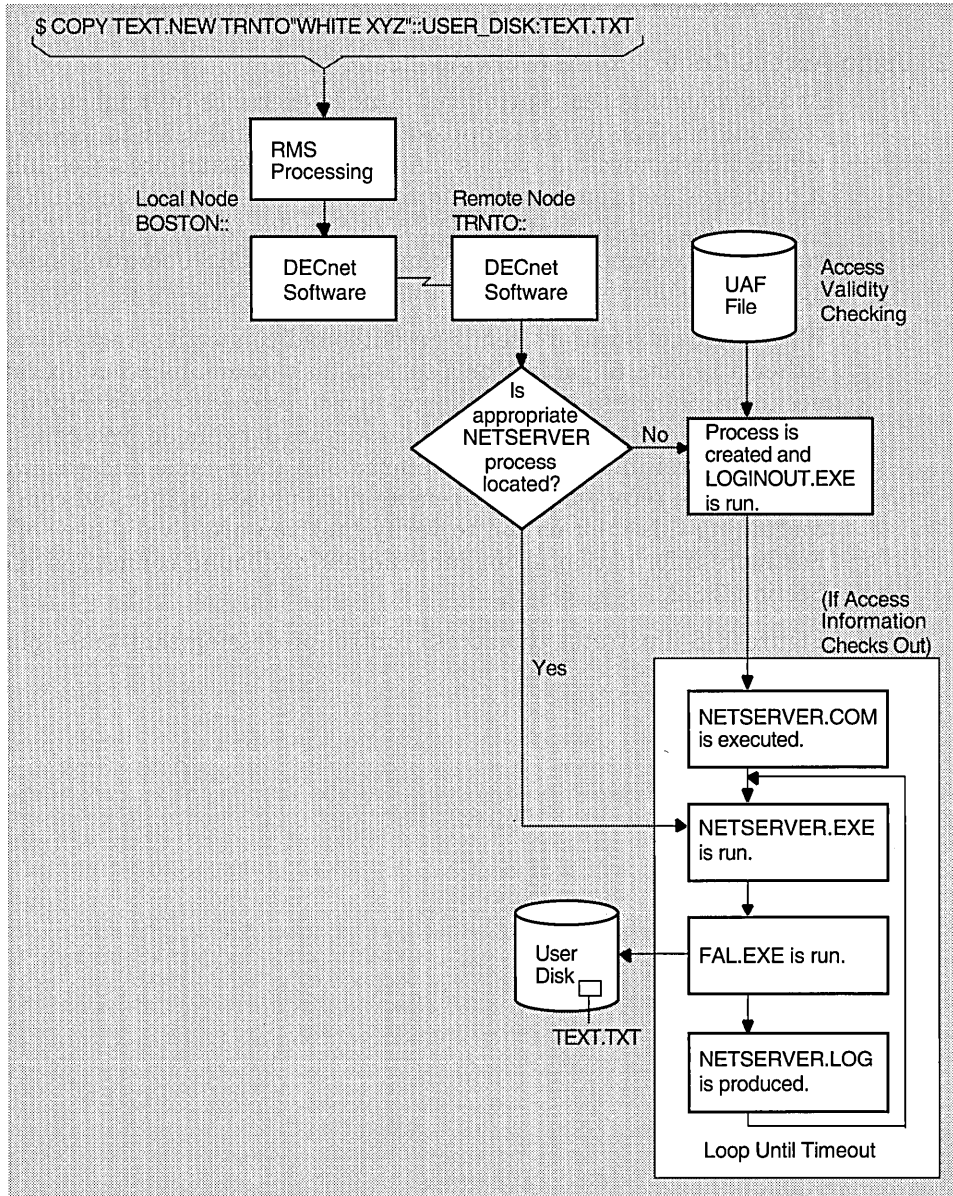 $ COPY TEXT.NEW TRNTO"WHITE XYZ"::USER_DISK:TEXT.TXT
RMS
Processing
Local Node
BOSTON::
Remote Node
TRNTO::
DECnet
Software
DECnet
Software
UAF
File
Access
Validity
Checking
Is
appropriate
NETSERVER
process
located?
No
Process is
created and
LOGINOUT.EXE
is run.
(If Access
Information
Checks Out)
Yes
NETSERVER.COM
is executed.
NETSERVER.EXE
is run.
User
Disk
FAL.EXE is run.
TEXT.TXT
NETSERVER.LOG
is produced.
Loop Until Timeout